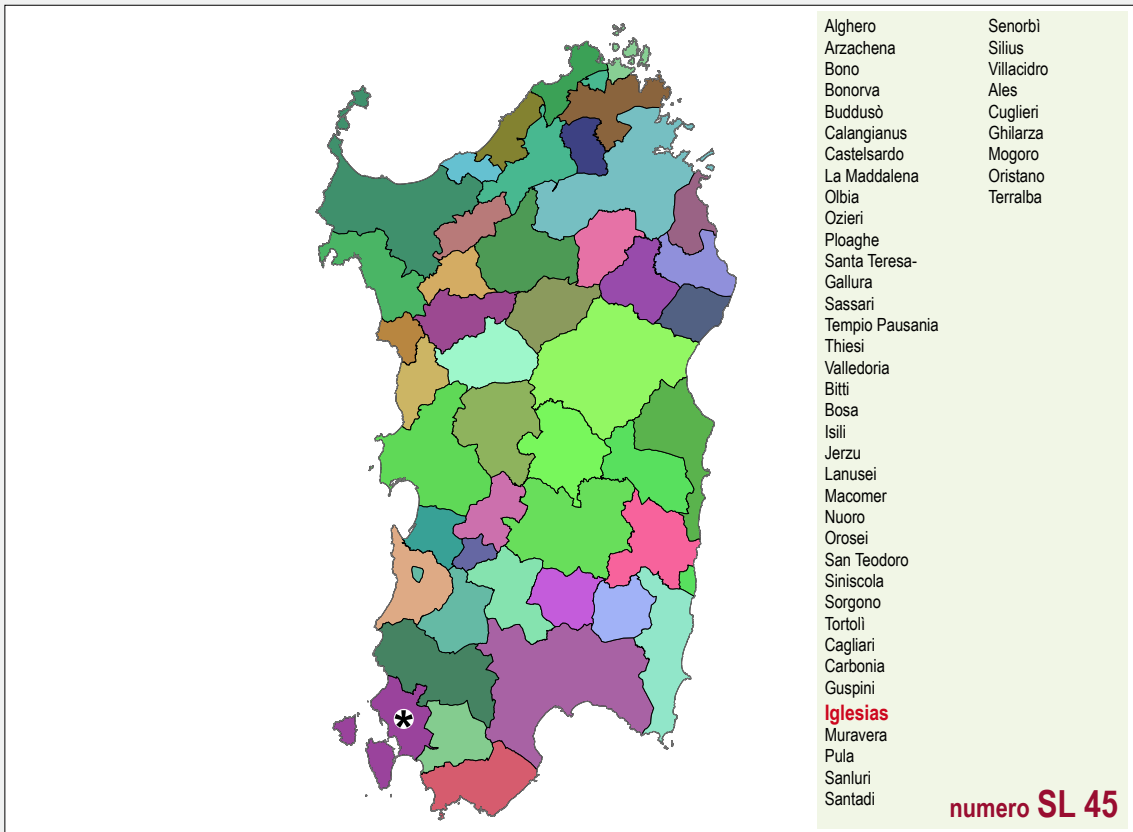 Alghero
Arzachena
Bono
Bonorva
Buddusò
Calangianus
Castelsardo
La Maddalena
Olbia
Ozieri
Ploaghe
Santa Teresa-
Gallura
Sassari
Tempio Pausania
Thiesi
Valledoria
Bitti
Bosa
Isili
Jerzu
Lanusei
Macomer
Nuoro
Orosei
San Teodoro
Siniscola
Sorgono
Tortolì
Cagliari
Carbonia
Guspini
Iglesias
Muravera
Pula
Sanluri
Santadi
Senorbì
Silius
Villacidro
Ales
Cuglieri
Ghilarza
Mogoro
Oristano
Terralba
*
numero SL 45